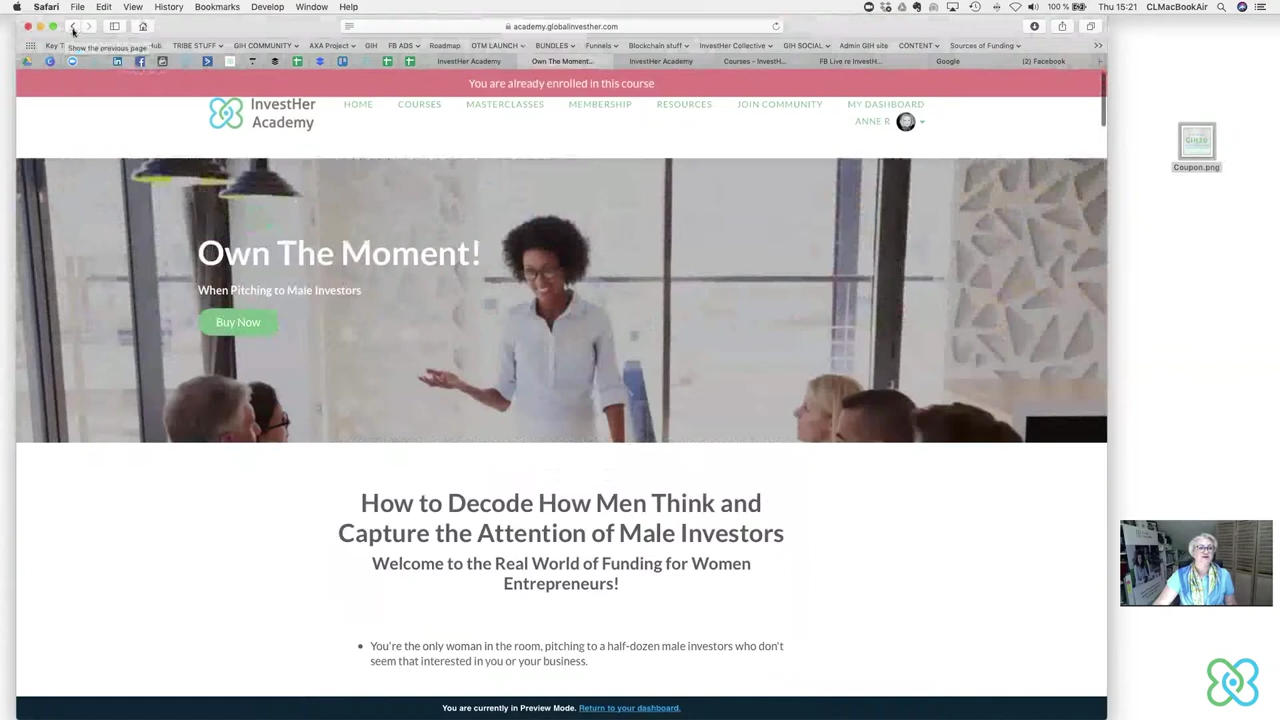 Safari File Edit View History Bookmarks Develop Window Help
100 % Thu 15:21 CLMacBookAir
academy.globalinvesther.com
Show the previous page
TRIBE STUFF GIH COMMUNITY AXA Project GIH FB ADS Roadmap OTM LAUNCH BUNDLES Funnels Blockchain stuff InvestHer Collective GIH SOCIAL Admin GIH site CONTENT Sources of Funding
InvestHer Academy Own The Moment... InvestHer Academy Courses – InvestH... FB Live re InvestH... Google (2) Facebook
You are already enrolled in this course
InvestHer
Academy
HOME COURSES MASTERCLASSES MEMBERSHIP RESOURCES JOIN COMMUNITY MY DASHBOARD
ANNE R
Coupon.png
Own The Moment!
When Pitching to Male Investors
Buy Now
How to Decode How Men Think and
Capture the Attention of Male Investors
Welcome to the Real World of Funding for Women
Entrepreneurs!
• You're the only woman in the room, pitching to a half-dozen male investors who don't
seem that interested in you or your business.
You are currently in Preview Mode. Return to your dashboard.